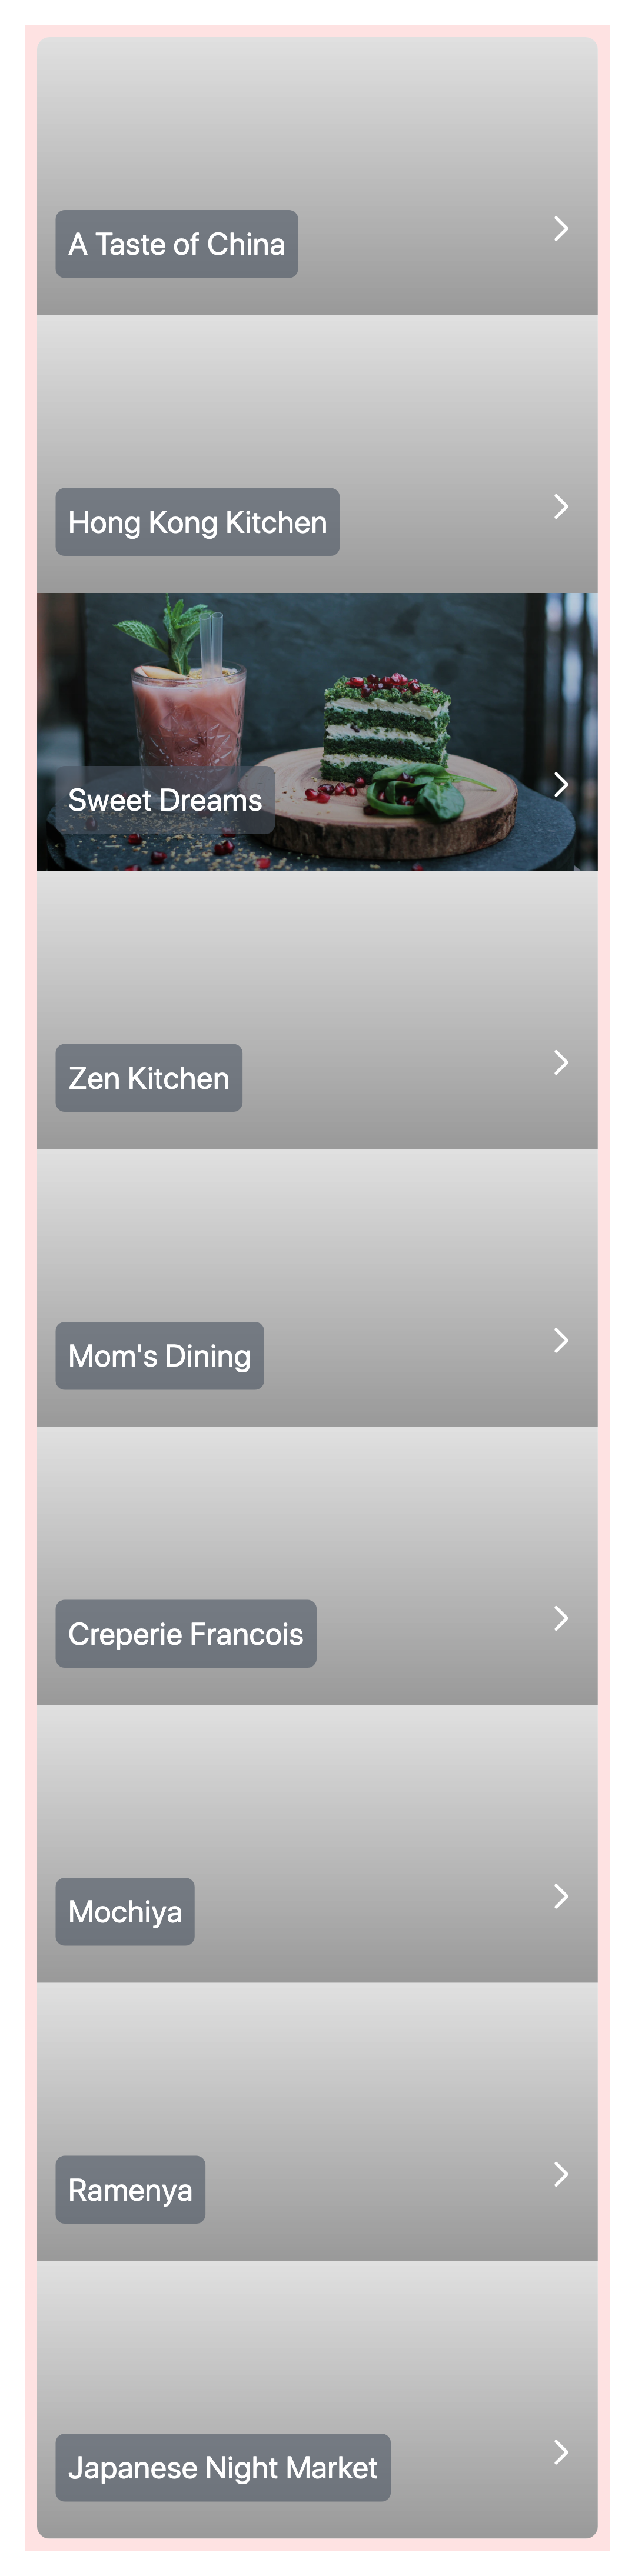 A Taste of China
Hong Kong Kitchen
Sweet Dreams
Zen Kitchen
Mom's Dining
Creperie Francois
Mochiya
Ramenya
Japanese Night Market